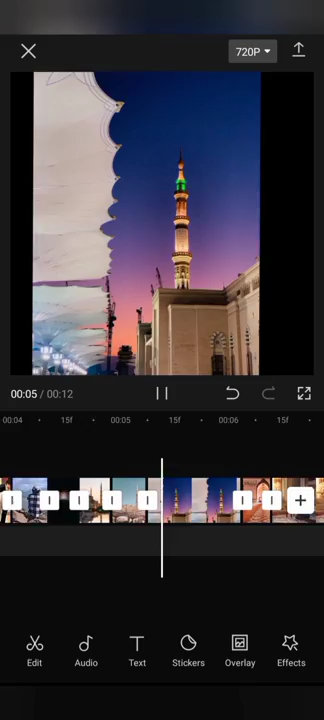 720P
00:05 / 00:12
00:04 15f 00:05 15f 00:06 15f
Edit Audio Text Stickers Overlay Effects